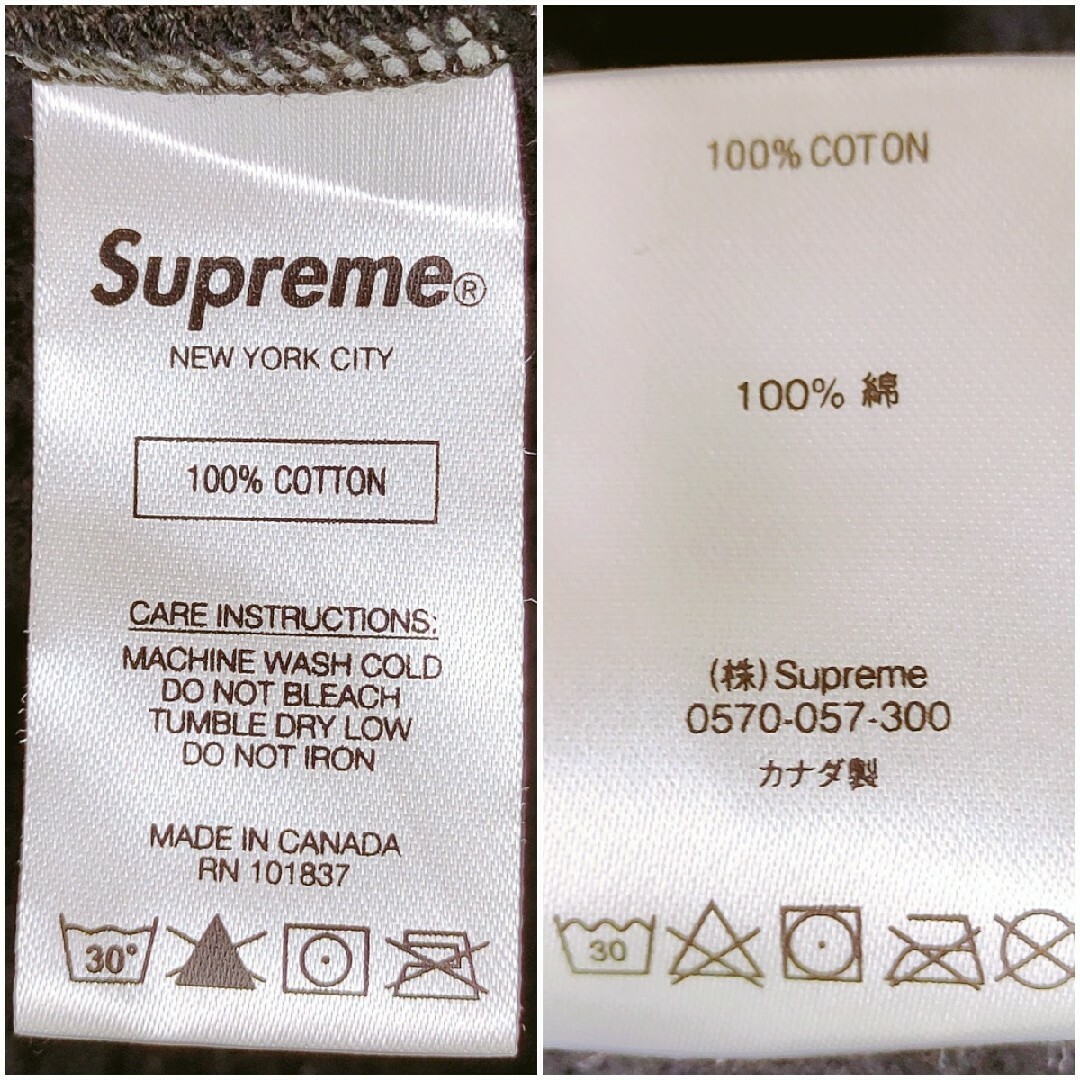 Supreme®
NEW YORK CITY
100% COTTON
CARE INSTRUCTIONS:
MACHINE WASH COLD
DO NOT BLEACH
TUMBLE DRY LOW
DO NOT IRON
MADE IN CANADA
RN 101837
30°
100% COTON
100% 綿
(株) Supreme
0570-057-300
カナダ製
30